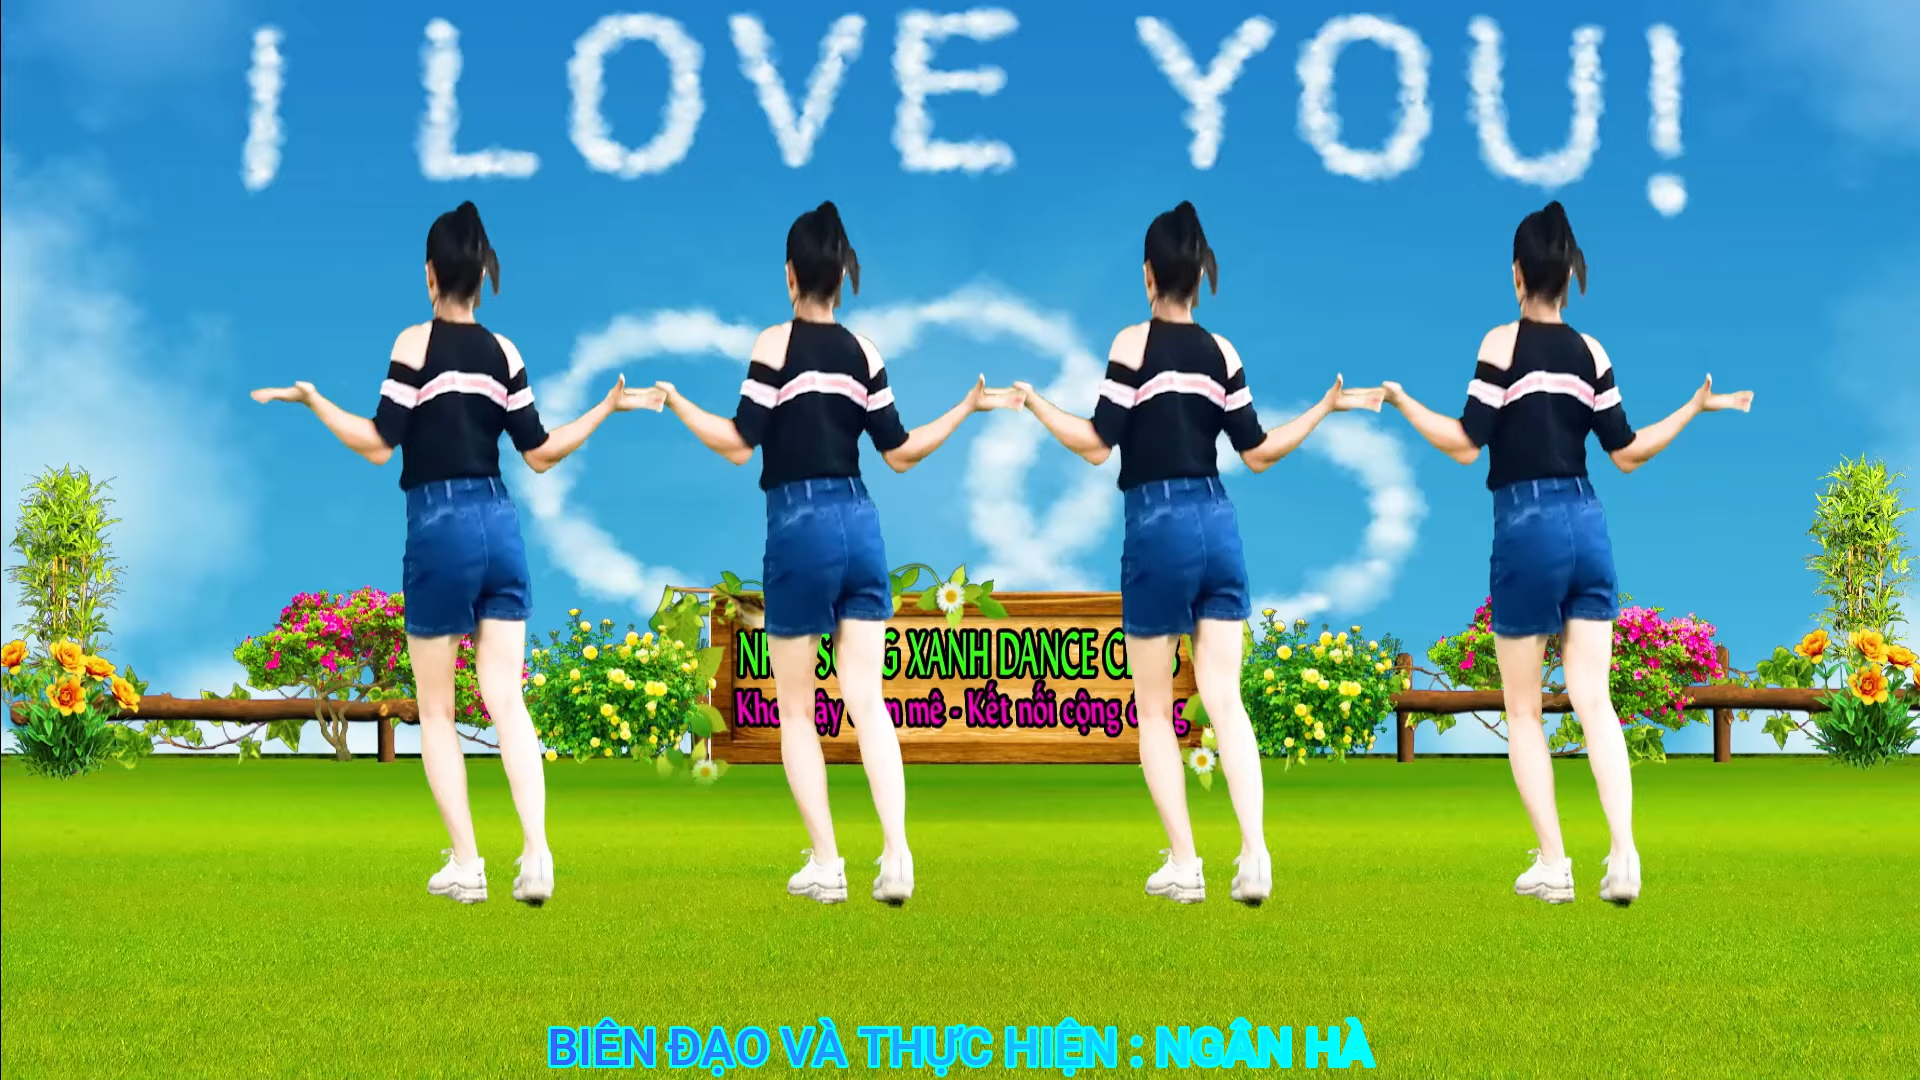 I LOVE YOU!
XANH DANCE
mê - Kết nối cộng
BIÊN ĐẠO VÀ THỰC HIỆN : NGÂN HÀ